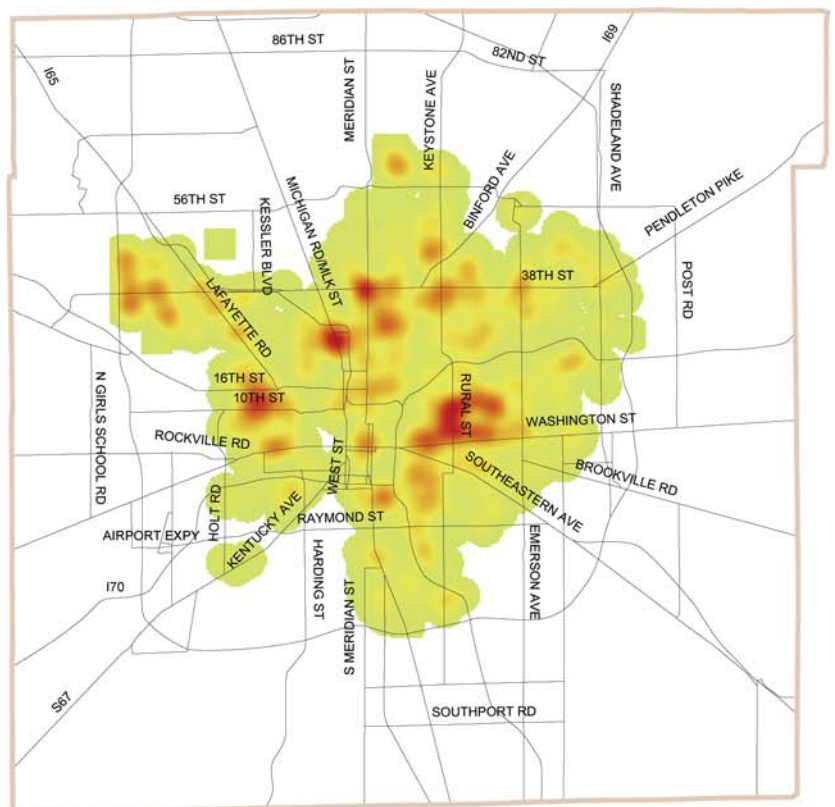 86TH ST
82ND ST
I69
I65
MERIDIAN ST
KEYSTONE AVE
SHADELAND AVE
BINFORD AVE
PENDLETON PIKE
56TH ST
KESSLER BLVD
MICHIGAN RD/MLK ST
38TH ST
POST RD
LAFAYETTE RD
16TH ST
10TH ST
N GIRLS SCHOOL RD
RURAL ST
WASHINGTON ST
ROCKVILLE RD
WEST ST
SOUTHEASTERN AVE
BROOKVILLE RD
HOLT RD
KENTUCKY AVE
RAYMOND ST
AIRPORT EXPY
HARDING ST
EMERSON AVE
I70
S MERIDIAN ST
S67
SOUTHPORT RD